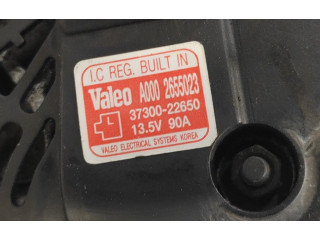 I.C REG. BUILT IN
Valeo A000 2655023
37300-22650
13.5V 90A
VALEO ELECTRICAL SYSTEMS KOREA